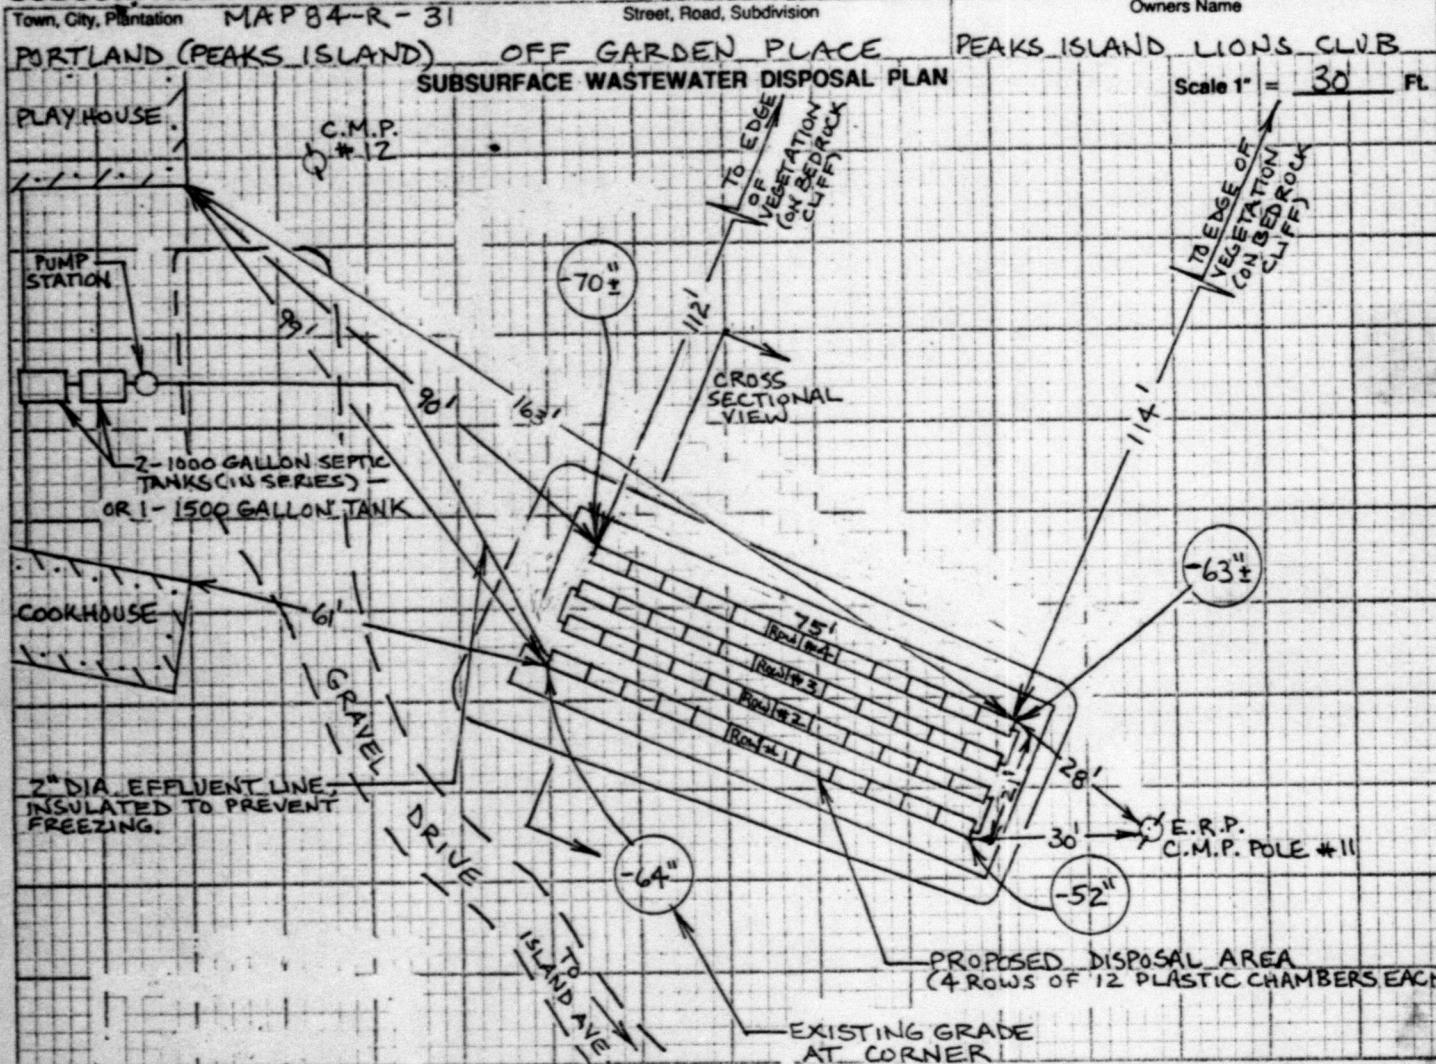 Town, City, Plantation MAP 84-R-31
Street, Road, Subdivision
Owners Name
PORTLAND (PEAKS ISLAND)
OFF GARDEN PLACE
PEAKS ISLAND LIONS CLUB
SUBSURFACE WASTEWATER DISPOSAL PLAN
Scale 1" = 30 Ft.
PLAY HOUSE
C.M.P.
#12
TO EDGE
OF
VEGETATION
(ON BEDROCK
CLIFF)
TO EDGE OF
VEGETATION
(ON BEDROCK
CLIFF)
PUMP
STATION
-70"±
99'
112'
90'
163'
CROSS
SECTIONAL
VIEW
114'
2-1000 GALLON SEPTIC
TANKS (IN SERIES) -
OR 1-1500 GALLON TANK
-63"±
COOKHOUSE
61'
75'
Row #4
Row #3
Row #2
Row #1
GRAVEL
DRIVE
21'
28'
30'
E.R.P.
C.M.P. POLE #11
2" DIA. EFFLUENT LINE,
INSULATED TO PREVENT
FREEZING.
-64"
-52"
TO
ISLAND AVE.
PROPOSED DISPOSAL AREA
(4 ROWS OF 12 PLASTIC CHAMBERS EACH
EXISTING GRADE
AT CORNER